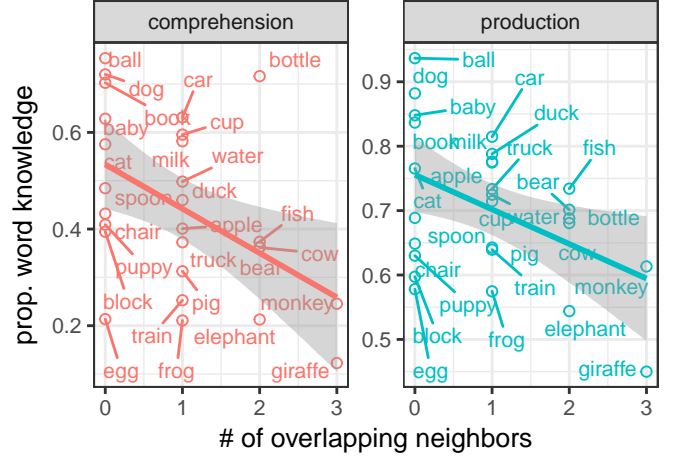 comprehension
production
prop. word knowledge
0.6
0.4
0.2
ball
bottle
dog
car
book
cup
baby
milk
water
cat
spoon
duck
fish
apple
chair
cow
puppy
truck
bear
block
pig
monkey
train
elephant
egg
frog
giraffe
0 1 2 3
0.9
0.8
0.7
0.6
0.5
ball
dog
car
baby
duck
book
milk
truck
fish
apple
bear
cat
cup
water
bottle
spoon
cow
chair
pig
train
monkey
puppy
block
frog
elephant
egg
giraffe
0 1 2 3
# of overlapping neighbors